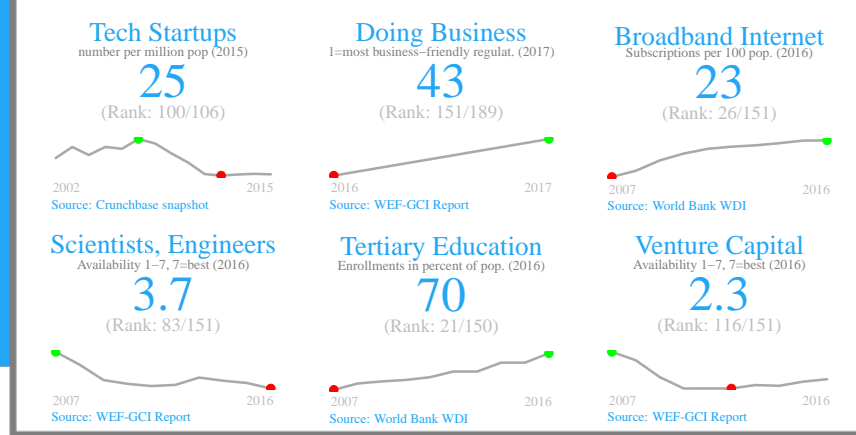 Tech Startups
number per million pop (2015)
25
(Rank: 100/106)
2002 2015
Source: Crunchbase snapshot
Doing Business
1=most business−friendly regulat. (2017)
43
(Rank: 151/189)
2016 2017
Source: WEF-GCI Report
Broadband Internet
Subscriptions per 100 pop. (2016)
23
(Rank: 26/151)
2007 2016
Source: World Bank WDI
Scientists, Engineers
Availability 1−7, 7=best (2016)
3.7
(Rank: 83/151)
2007 2016
Source: WEF-GCI Report
Tertiary Education
Enrollments in percent of pop. (2016)
70
(Rank: 21/150)
2007 2016
Source: World Bank WDI
Venture Capital
Availability 1−7, 7=best (2016)
2.3
(Rank: 116/151)
2007 2016
Source: WEF-GCI Report